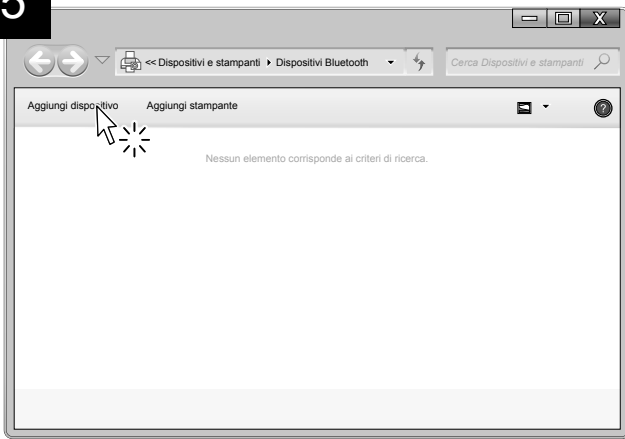 5
<< Dispositivi e stampanti Dispositivi Bluetooth Cerca Dispositivi e stampanti
Aggiungi dispositivo Aggiungi stampante ?
Nessun elemento corrisponde ai criteri di ricerca.